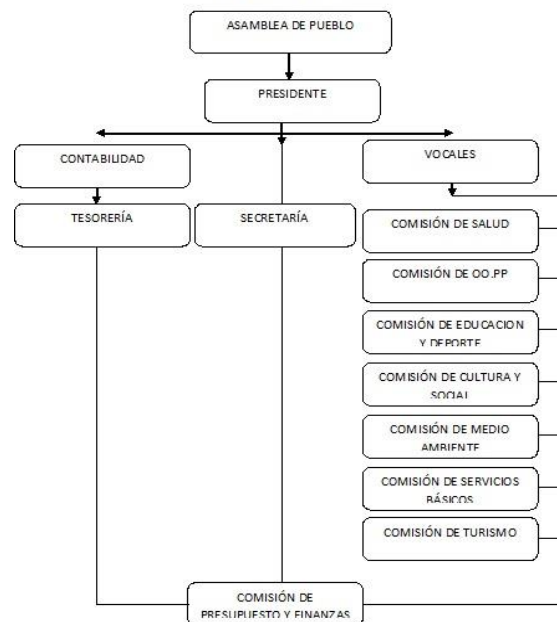 ASAMBLEA DE PUEBLO
PRESIDENTE
CONTABILIDAD
VOCALES
TESORERÍA
SECRETARÍA
COMISIÓN DE SALUD
COMISIÓN DE OO.PP
COMISIÓN DE EDUCACION
Y DEPORTE
COMISIÓN DE CULTURA Y
SOCIAL
COMISIÓN DE MEDIO
AMBIENTE
COMISIÓN DE SERVICIOS
BÁSICOS
COMISIÓN DE TURISMO
COMISIÓN DE
PRESUPUESTO Y FINANZAS